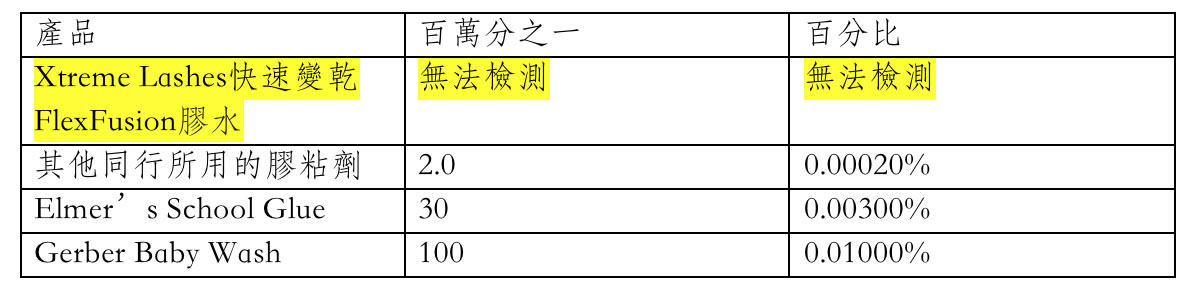 產品 百萬分之一 百分比
Xtreme Lashes快速變乾 無法檢測 無法檢測
FlexFusion膠水
其他同行所用的膠粘劑 2.0 0.00020%
Elmer’s School Glue 30 0.00300%
Gerber Baby Wash 100 0.01000%